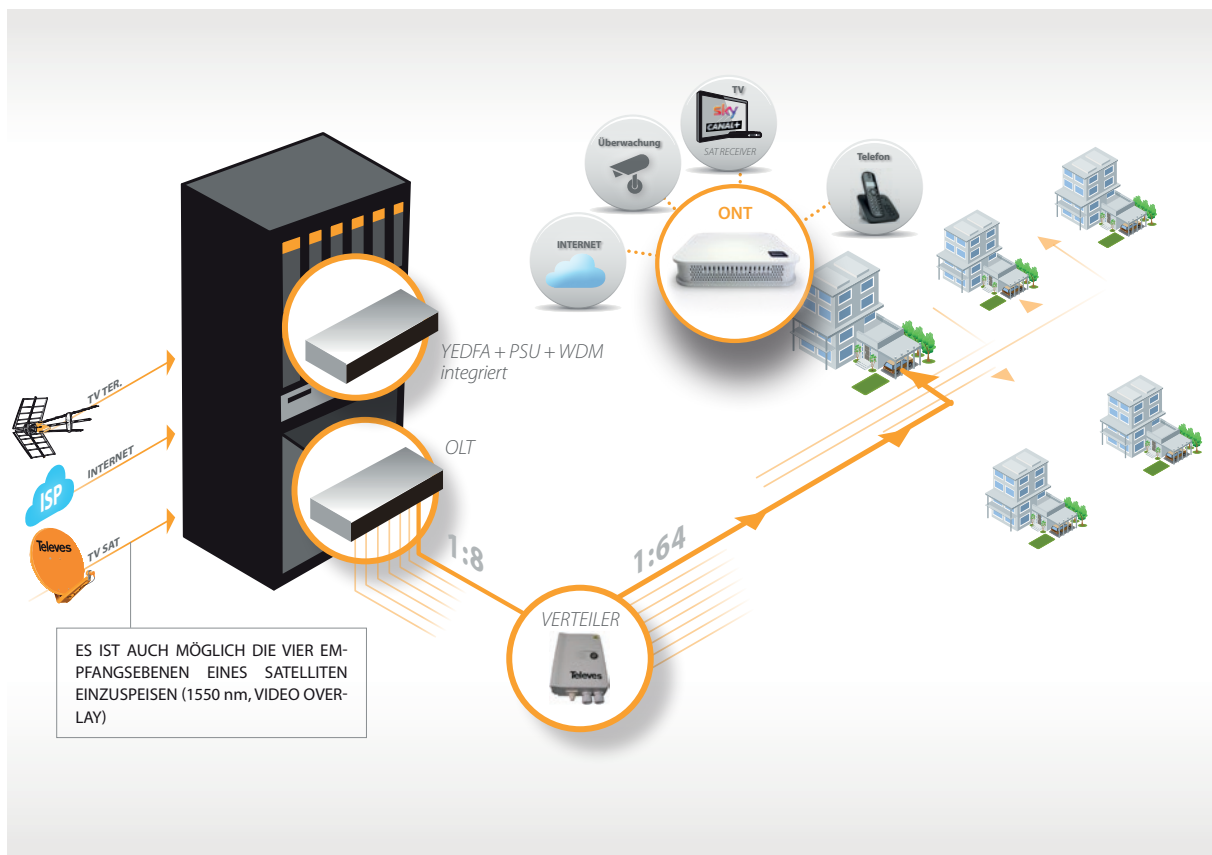 TV
sky
CANAL+
SAT RECEIVER
Überwachung
Telefon
INTERNET
ONT
YEDFA + PSU + WDM
integriert
OLT
TV TER.
INTERNET
ISP
Televes
TV SAT
1:8
1:64
VERTEILER
Televes
ES IST AUCH MÖGLICH DIE VIER EM-
PFANGSEBENEN EINES SATELLITEN
EINZUSPEISEN (1550 nm, VIDEO OVER-
LAY)